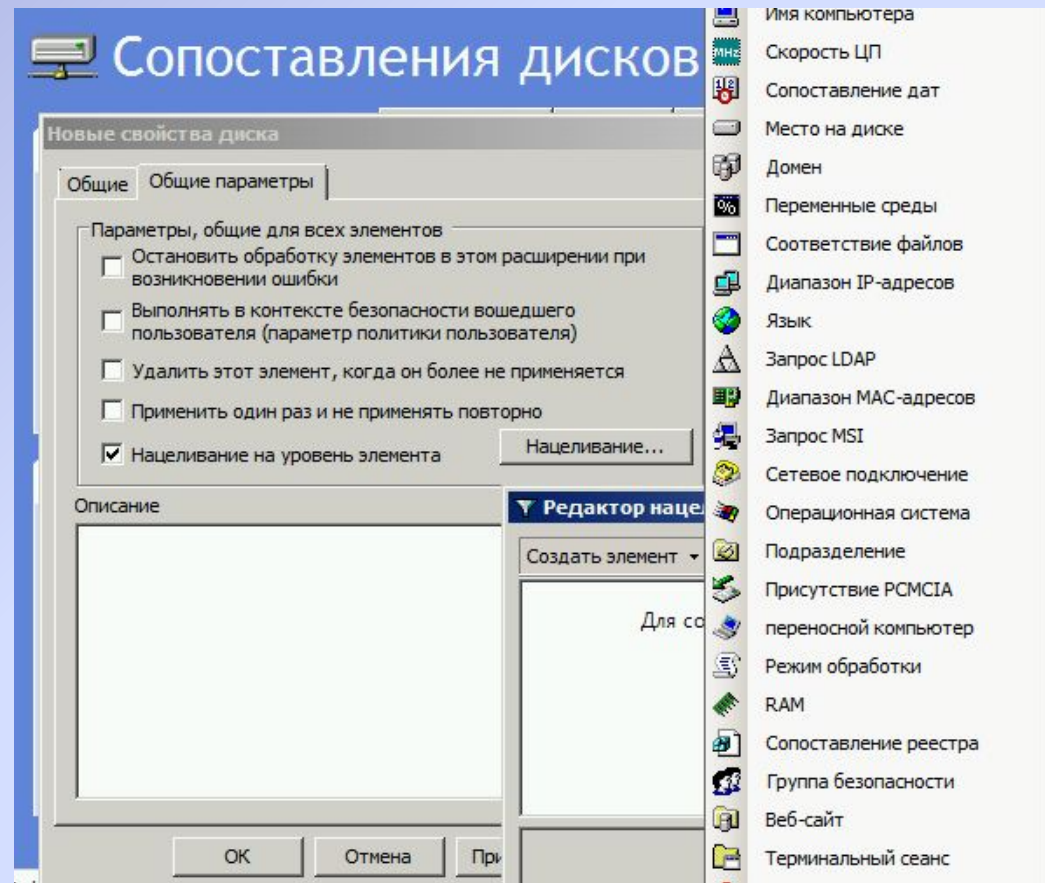 Сопоставления дисков
Новые свойства диска
Общие
Общие параметры
Параметры, общие для всех элементов
Остановить обработку элементов в этом расширении при
возникновении ошибки
Выполнять в контексте безопасности вошедшего
пользователя (параметр политики пользователя)
Удалить этот элемент, когда он более не применяется
Применить один раз и не применять повторно
Нацеливание на уровень элемента
Нацеливание...
Описание
Редактор наце
Создать элемент
Для со
OK
Отмена
При
Имя компьютера
MHz
Скорость ЦП
Сопоставление дат
Место на диске
Домен
%
Переменные среды
Соответствие файлов
Диапазон IP-адресов
Язык
Запрос LDAP
Диапазон MAC-адресов
Запрос MSI
Сетевое подключение
Операционная система
Подразделение
Присутствие PCMCIA
переносной компьютер
Режим обработки
RAM
Сопоставление реестра
Группа безопасности
Веб-сайт
Терминальный сеанс